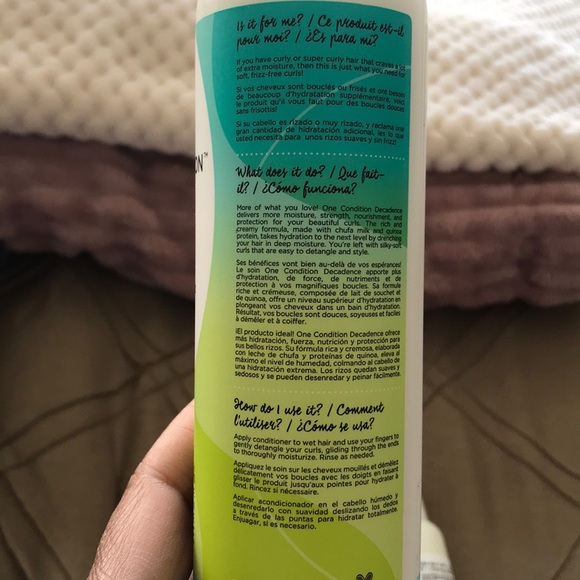 Is it for me? / Ce produit est-il
pour moi? / ¿Es para mí?
If you have curly or super curly hair that craves a lot
of extra moisture, then this is just what you need for
soft, frizz-free curls!
Si vos cheveux sont bouclés ou frisés et ont besoin
de beaucoup d'hydratation supplémentaire, voici
le produit qu'il vous faut pour des boucles douces
sans frisottis!
Si su cabello es rizado o muy rizado, y reclama una
gran cantidad de hidratación adicional, ¡es lo que
usted necesita para unos rizos suaves y sin frizz!
ON™
What does it do? / Que fait-
il? / ¿Cómo funciona?
More of what you love! One Condition Decadence
delivers more moisture, strength, nourishment, and
protection for your beautiful curls. The rich and
creamy formula, made with chufa milk and quinoa
protein, takes hydration to the next level by drenching
your hair in deep moisture. You're left with silky-soft
curls that are easy to detangle and style.
Ses bénéfices vont bien au-delà de vos espérances!
Le soin One Condition Decadence apporte plus
d'hydratation, de force, de nutriments et de
protection à vos magnifiques boucles. Sa formule
riche et crémeuse, composée de lait de souchet et
de quinoa, offre un niveau supérieur d'hydratation en
plongeant vos cheveux dans un bain d'hydratation.
Résultat, vos boucles sont douces, soyeuses et faciles
à démêler et à coiffer.
¡El producto ideal! One Condition Decadence ofrece
más hidratación, fuerza, nutrición y protección para
sus bellos rizos. Su fórmula rica y cremosa, elaborada
con leche de chufa y proteínas de quinoa, eleva al
máximo el nivel de humedad, colmando al cabello de
una hidratación extrema. Los rizos quedan suaves y
sedosos y se pueden desenredar y peinar fácilmente.
How do I use it? / Comment
l'utiliser? / ¿Cómo se usa?
Apply conditioner to wet hair and use your fingers to
gently detangle your curls, gliding through the ends
to thoroughly moisturize. Rinse as needed.
Appliquez le soin sur les cheveux mouillés et démêlez
délicatement vos boucles avec les doigts en faisant
glisser le produit jusqu'aux pointes pour hydrater à
fond. Rincez si nécessaire.
Aplicar acondicionador en el cabello húmedo y
desenredarlo con suavidad deslizando los dedos
a través de las puntas para hidratar totalmente.
Enjuagar, si es necesario.